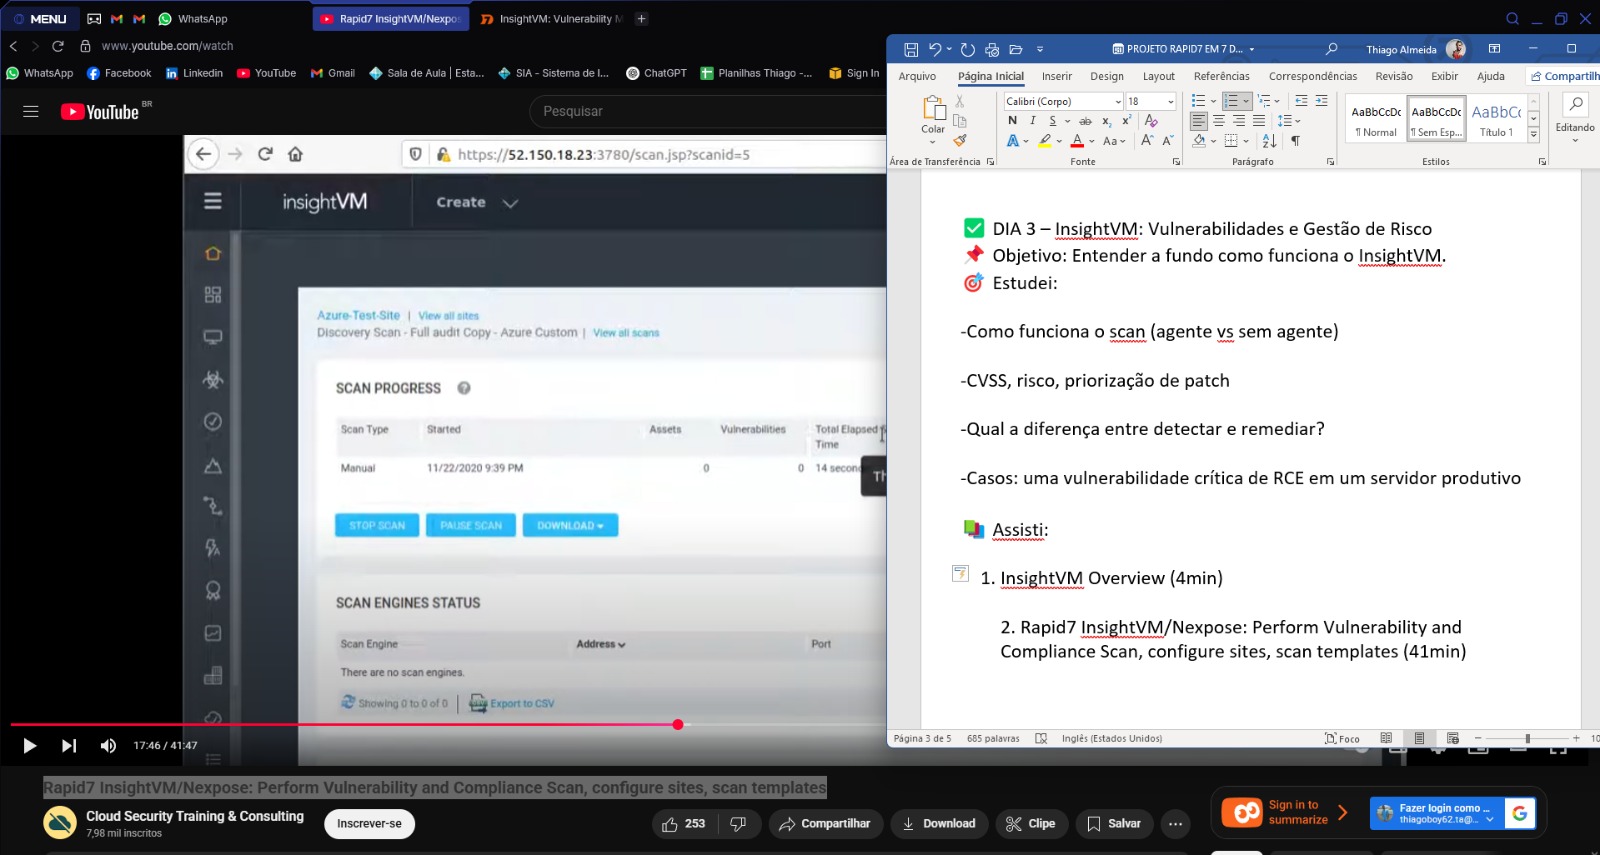 MENU
WhatsApp
Rapid7 InsightVM/Nexpos
InsightVM: Vulnerability M
www.youtube.com/watch
WhatsApp
Facebook
Linkedin
YouTube
Gmail
Sala de Aula | Esta...
SIA - Sistema de I...
ChatGPT
Planilhas Thiago -...
Sign In
YouTube BR
Pesquisar
https://52.150.18.23:3780/scan.jsp?scanid=5
insightVM
Create
Azure-Test-Site | View all sites
Discovery Scan - Full audit Copy - Azure Custom | View all scans
SCAN PROGRESS
Scan Type Started Assets Vulnerabilities Total Elapsed
Time
Manual 11/22/2020 9:39 PM 0 0 14 secon
Th
STOP SCAN PAUSE SCAN DOWNLOAD
SCAN ENGINES STATUS
Scan Engine Address Port
There are no scan engines.
Showing 0 to 0 of 0 | Export to CSV
17:46 / 41:47
Rapid7 InsightVM/Nexpose: Perform Vulnerability and Compliance Scan, configure sites, scan templates
Cloud Security Training & Consulting
7,98 mil inscritos
Inscrever-se
253
Compartilhar
Download
Clipe
Salvar
Sign in to
summarize
Fazer login como ...
thiagoboy62.ta@...
PROJETO RAPID7 EM 7 D...
Thiago Almeida
Arquivo Página Inicial Inserir Design Layout Referências Correspondências Revisão Exibir Ajuda Compartilh
Colar
Calibri (Corpo) 18
N I S ab x₂ x²
A A Aa A A
AaBbCcDc AaBbCcDc AaBbCc
¶ Normal ¶ Sem Esp... Título 1
Editando
Área de Transferência Fonte Parágrafo Estilos
✅ DIA 3 – InsightVM: Vulnerabilidades e Gestão de Risco
📌 Objetivo: Entender a fundo como funciona o InsightVM.
🎯 Estudei:
-Como funciona o scan (agente vs sem agente)
-CVSS, risco, priorização de patch
-Qual a diferença entre detectar e remediar?
-Casos: uma vulnerabilidade crítica de RCE em um servidor produtivo
📚 Assisti:
1. InsightVM Overview (4min)
2. Rapid7 InsightVM/Nexpose: Perform Vulnerability and
Compliance Scan, configure sites, scan templates (41min)
Página 3 de 5 685 palavras Inglês (Estados Unidos) Foco 10